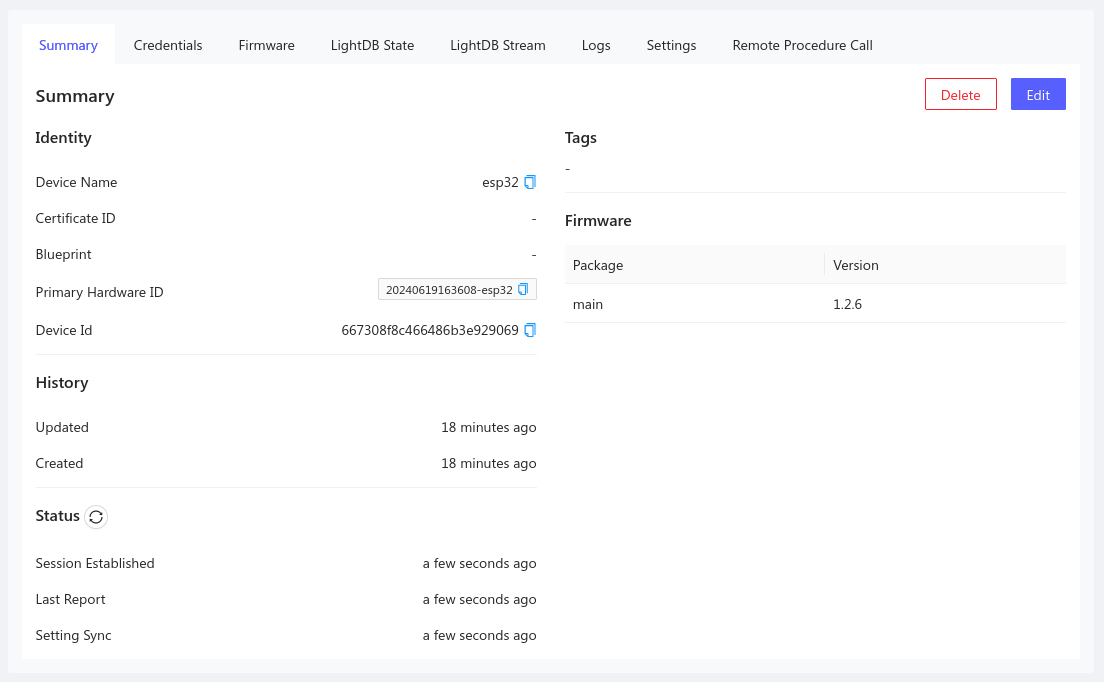 Summary Credentials Firmware LightDB State LightDB Stream Logs Settings Remote Procedure Call
Summary
Delete Edit
Identity
Device Name esp32
Certificate ID -
Blueprint -
Primary Hardware ID 20240619163608-esp32
Device Id 667308f8c466486b3e929069
History
Updated 18 minutes ago
Created 18 minutes ago
Status
Session Established a few seconds ago
Last Report a few seconds ago
Setting Sync a few seconds ago
Tags
-
Firmware
Package Version
main 1.2.6